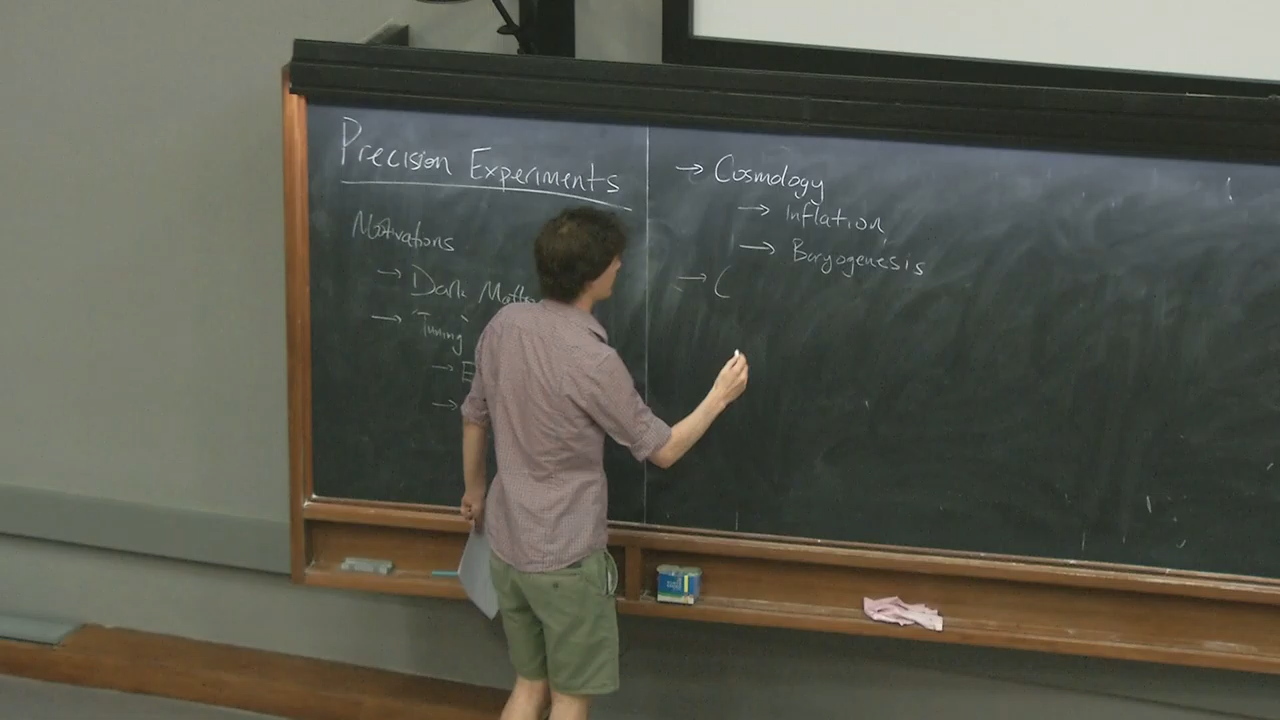 Precision Experiments
Motivations
→ Dark Matte
→ "Tuning
→ E
→
→ Cosmology
→ Inflation
→ Baryogenesis
→ C